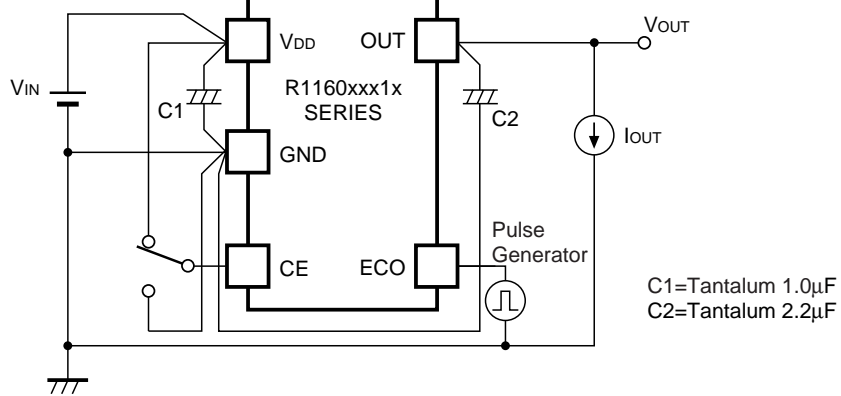 VOUT
VDD
OUT
VIN
R1160xxx1x
SERIES
C1
C2
IOUT
GND
Pulse
Generator
CE
ECO
C1=Tantalum 1.0μF
C2=Tantalum 2.2μF